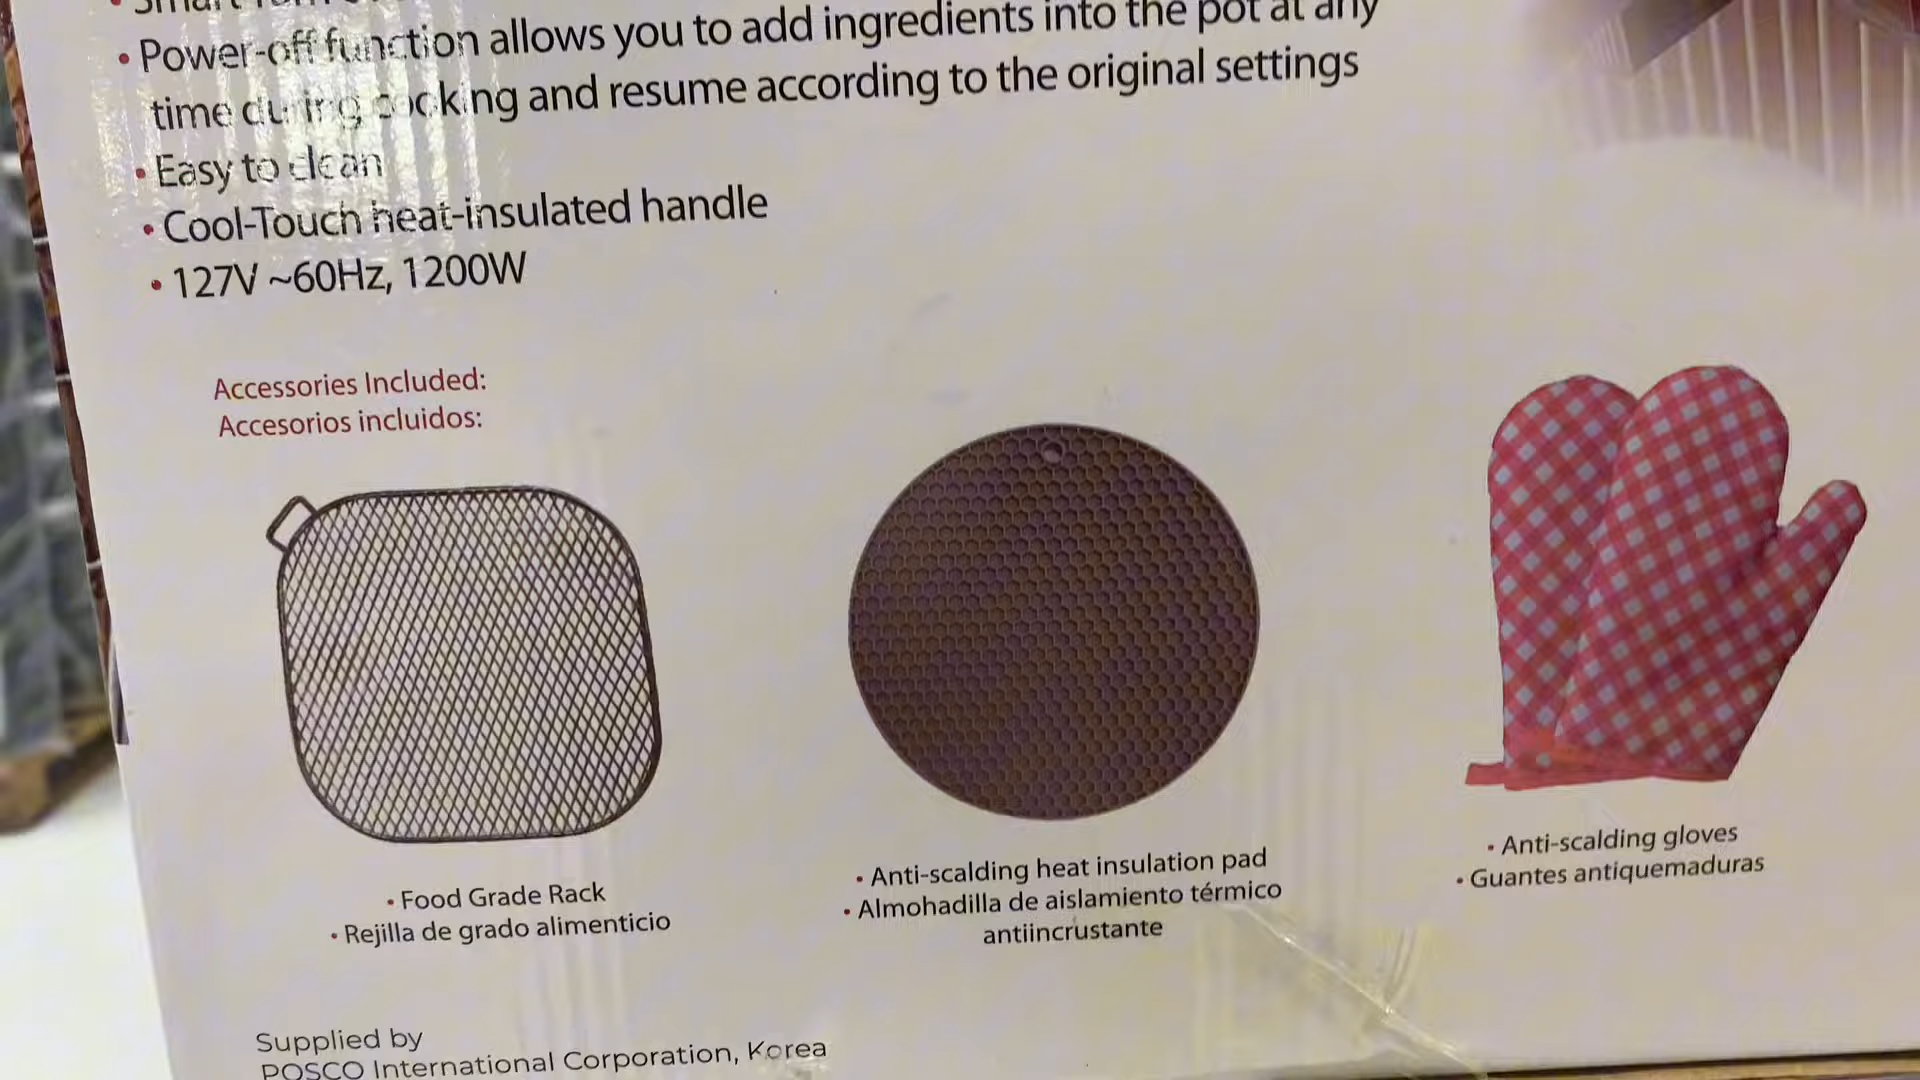 • Power-off function allows you to add ingredients into the pot at any
time during cooking and resume according to the original settings
• Easy to clean
• Cool-Touch heat-insulated handle
• 127V ~60Hz, 1200W
Accessories Included:
Accesorios incluidos:
• Food Grade Rack
• Rejilla de grado alimenticio
• Anti-scalding heat insulation pad
• Almohadilla de aislamiento térmico
antiincrustante
• Anti-scalding gloves
• Guantes antiquemaduras
Supplied by
POSCO International Corporation, Korea